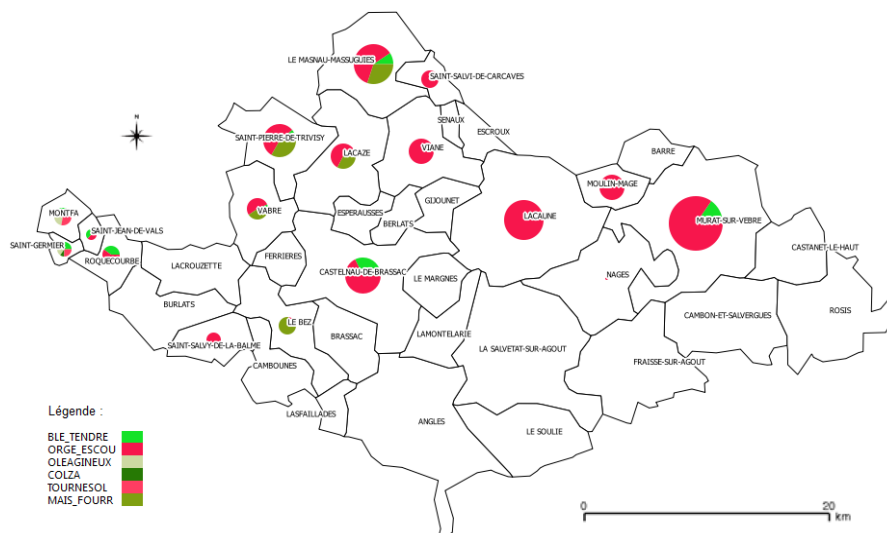 LE MASNAU-MASSUGUIES
SAINT-SALVI-DE-CARCAVES
SENAUX
ESCROUX
SAINT-PIERRE-DE-TRIVISY
LACAZE
VIANE
BARRE
MOULIN-MAGE
MONTFA
VABRE
ESPERAUSSES
GIJOUNET
BERLATS
LACAUNE
MURAT-SUR-VEBRE
SAINT-JEAN-DE-VALS
SAINT-GERMIER
ROQUECOURBE
LACROUZETTE
FERRIERES
CASTELNAU-DE-BRASSAC
LE MARGNES
NAGES
CASTANET-LE-HAUT
BURLATS
LE BEZ
BRASSAC
LAMONTELARIE
CAMBON-ET-SALVERGUES
ROSIS
SAINT-SALVY-DE-LA-BALME
LA SALVETAT-SUR-AGOUT
CAMBOUNES
FRAISSE-SUR-AGOUT
LASFAILLADES
ANGLES
LE SOULIE
Légende :
BLE_TENDRE
ORGE_ESCOU
OLEAGINEUX
COLZA
TOURNESOL
MAIS_FOURR
0 20
km